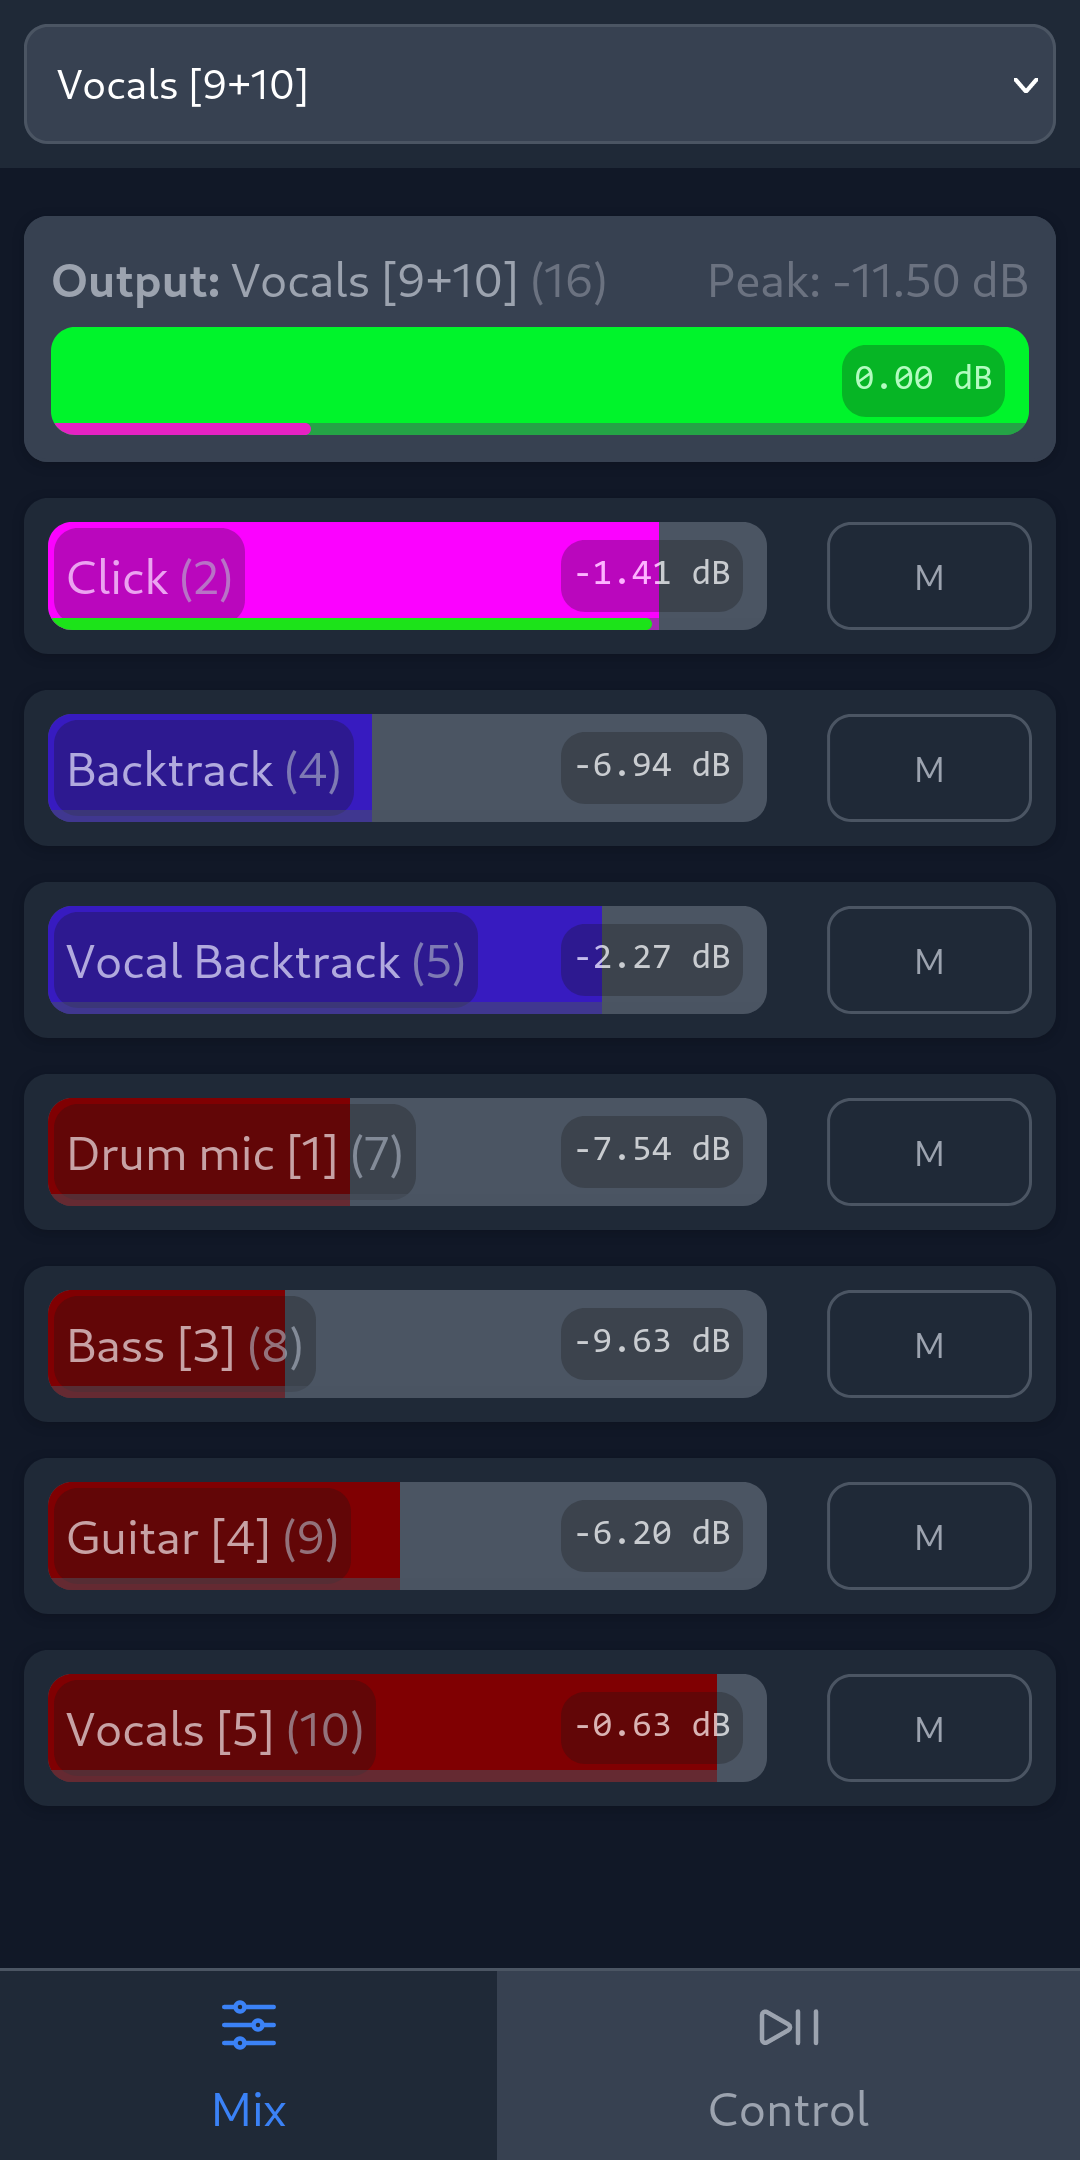 Vocals [9+10]
Output: Vocals [9+10] (16) Peak: -11.50 dB
0.00 dB
Click (2) -1.41 dB M
Backtrack (4) -6.94 dB M
Vocal Backtrack (5) -2.27 dB M
Drum mic [1] (7) -7.54 dB M
Bass [3] (8) -9.63 dB M
Guitar [4] (9) -6.20 dB M
Vocals [5] (10) -0.63 dB M
Mix Control